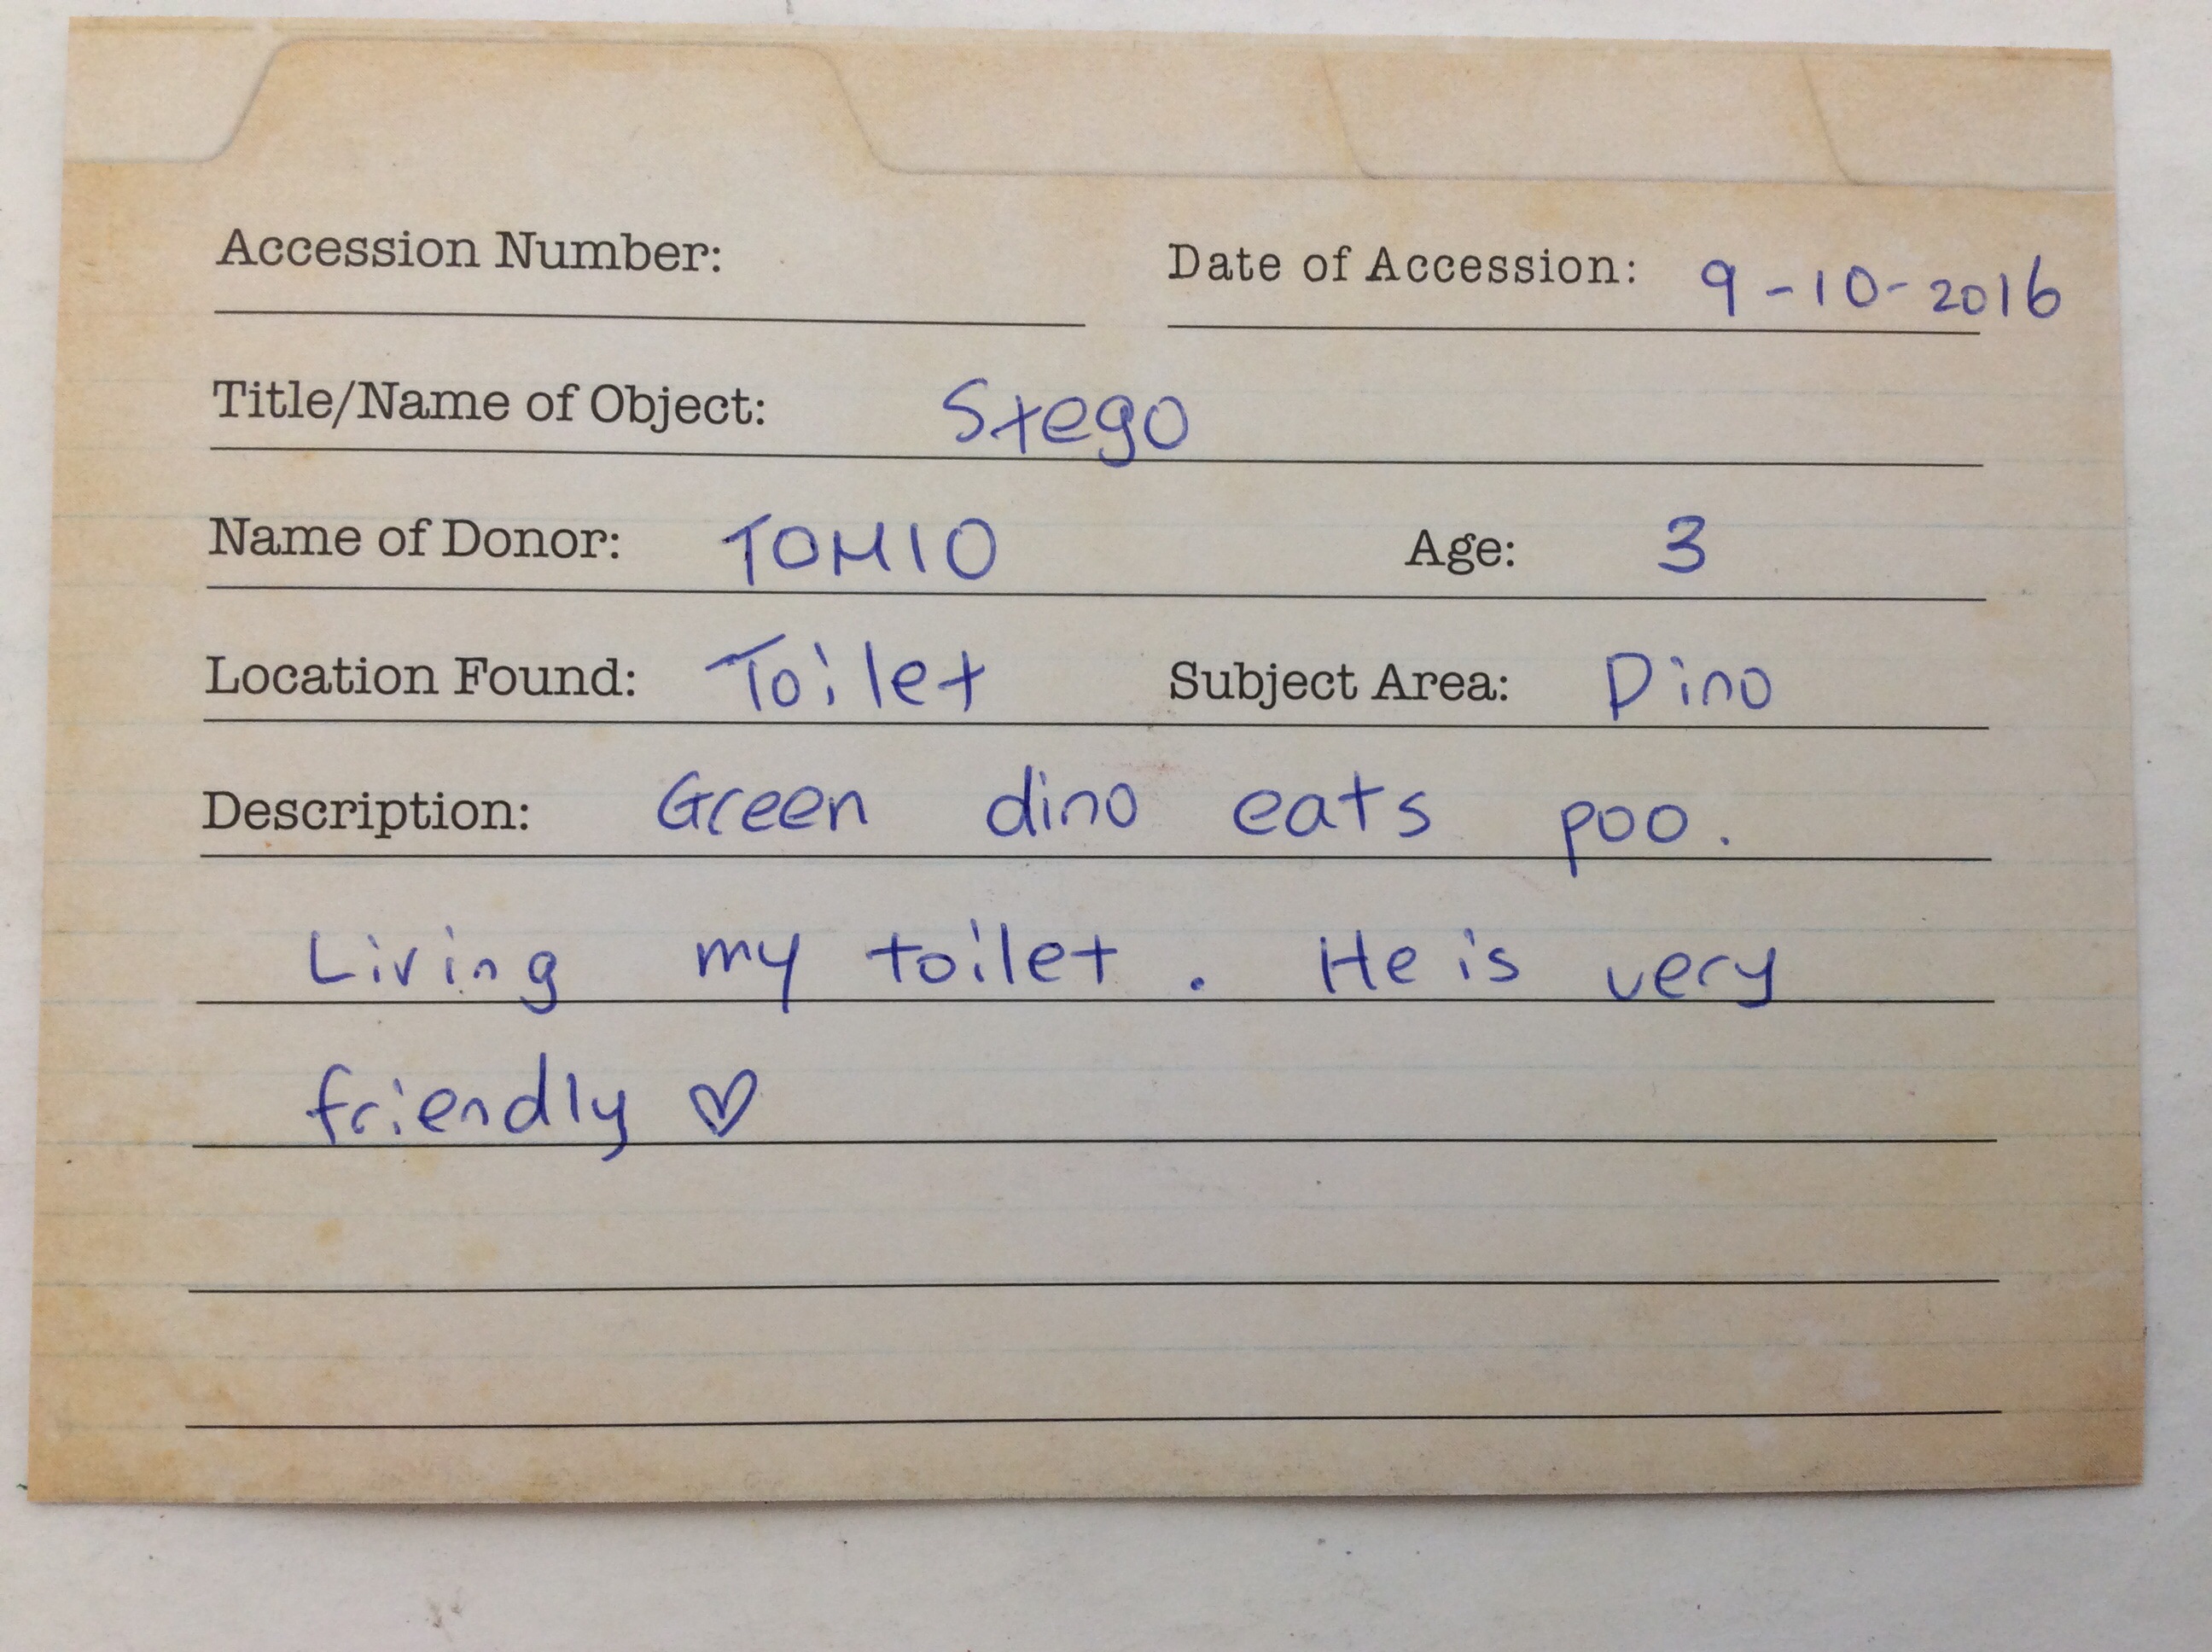 Accession Number: Date of Accession: 9-10-2016
Title/Name of Object: Stego
Name of Donor: TOMIO Age: 3
Location Found: Toilet Subject Area: Dino
Description: Green dino eats poo.
Living my toilet. He is very
friendly ♡